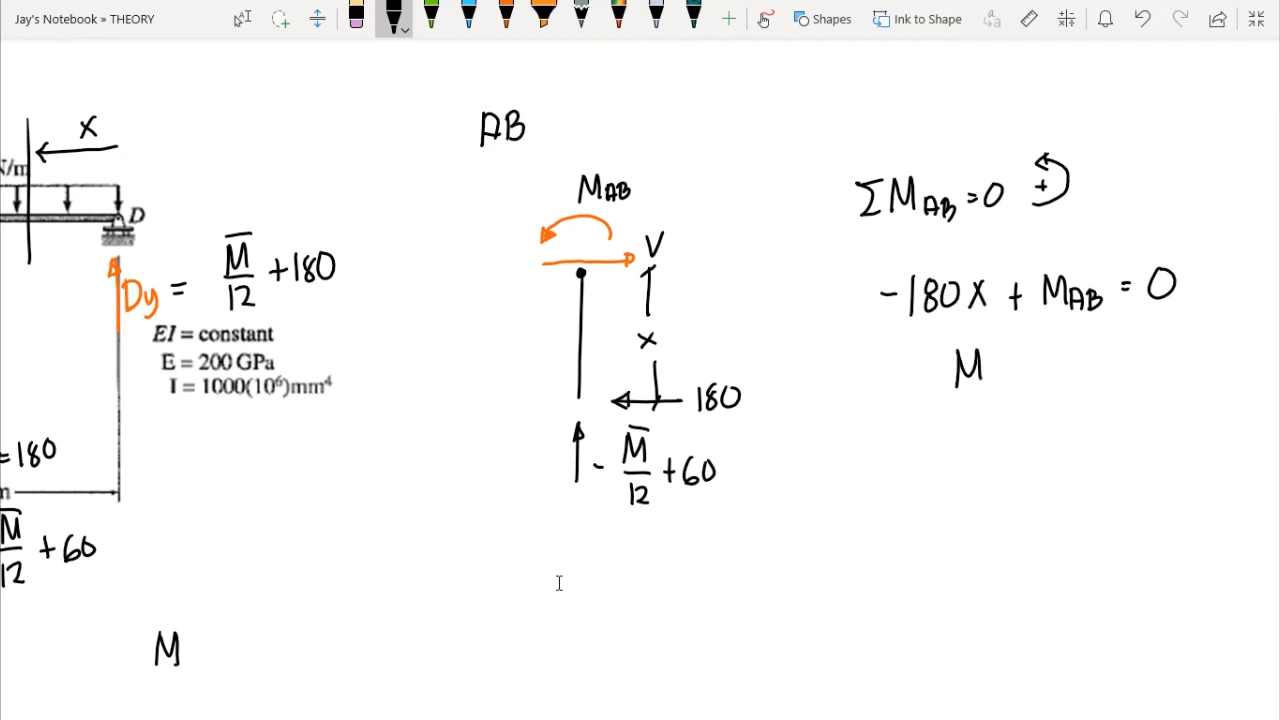 Jay's Notebook » THEORY
Shapes
Ink to Shape
x
N/m
D
Dy = M̅/12 +180
EI = constant
E = 200 GPa
I = 1000(10⁶)mm⁴
=180
m
M̅/12 +60
M
AB
MAB
V
x
180
- M̅/12 +60
ΣMAB=0 +
-180x + MAB = 0
M